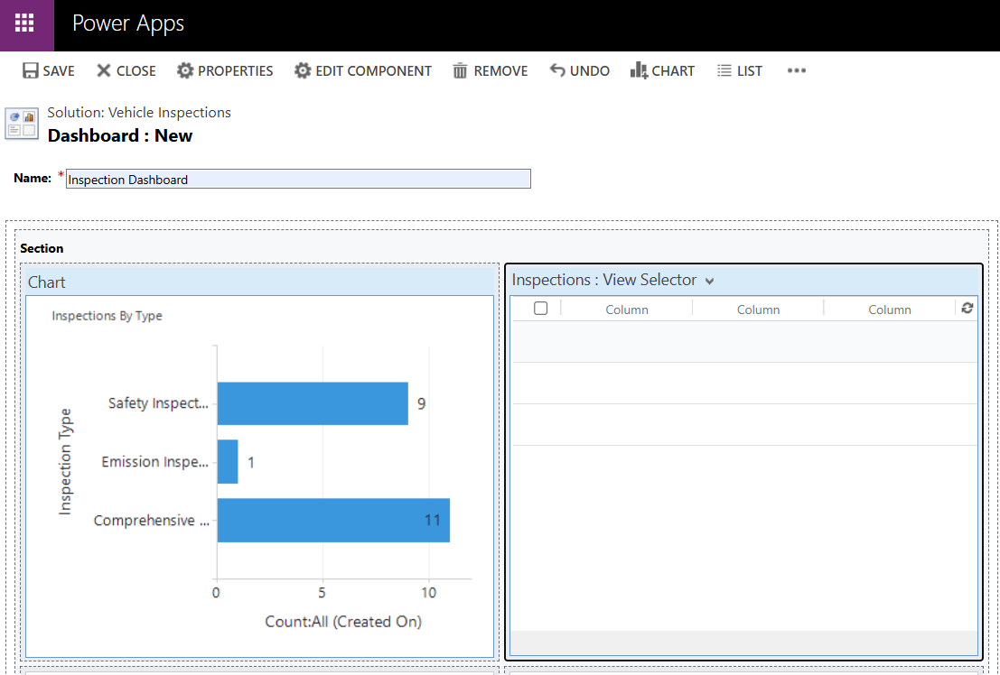 Power Apps
SAVE CLOSE PROPERTIES EDIT COMPONENT REMOVE UNDO CHART LIST •••
Solution: Vehicle Inspections
Dashboard : New
Name: * Inspection Dashboard
Section
Chart
Inspections By Type
Inspection Type
Safety Inspect... 9
Emission Inspe... 1
Comprehensive ... 11
0 5 10
Count:All (Created On)
Inspections : View Selector
Column Column Column